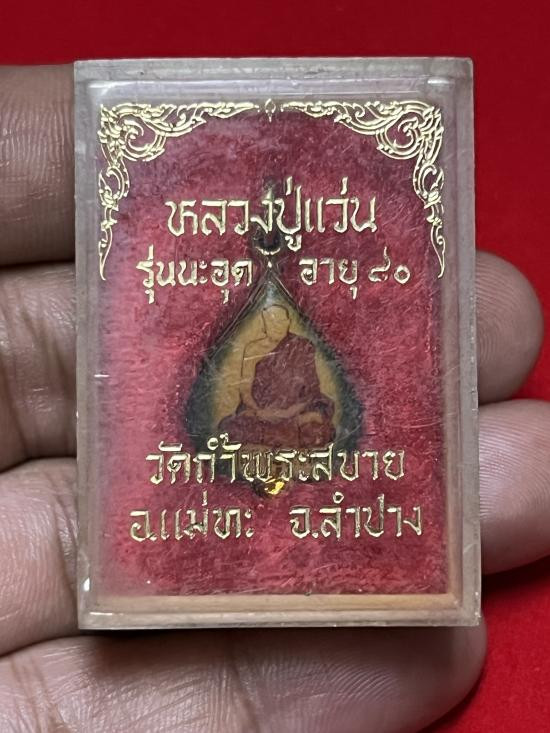 หลวงปู่แว่น
รุ่นนะอุด อายุ ๘๐
วัดถ้ำพระสบาย
อ.แม่ทะ จ.ลำปาง